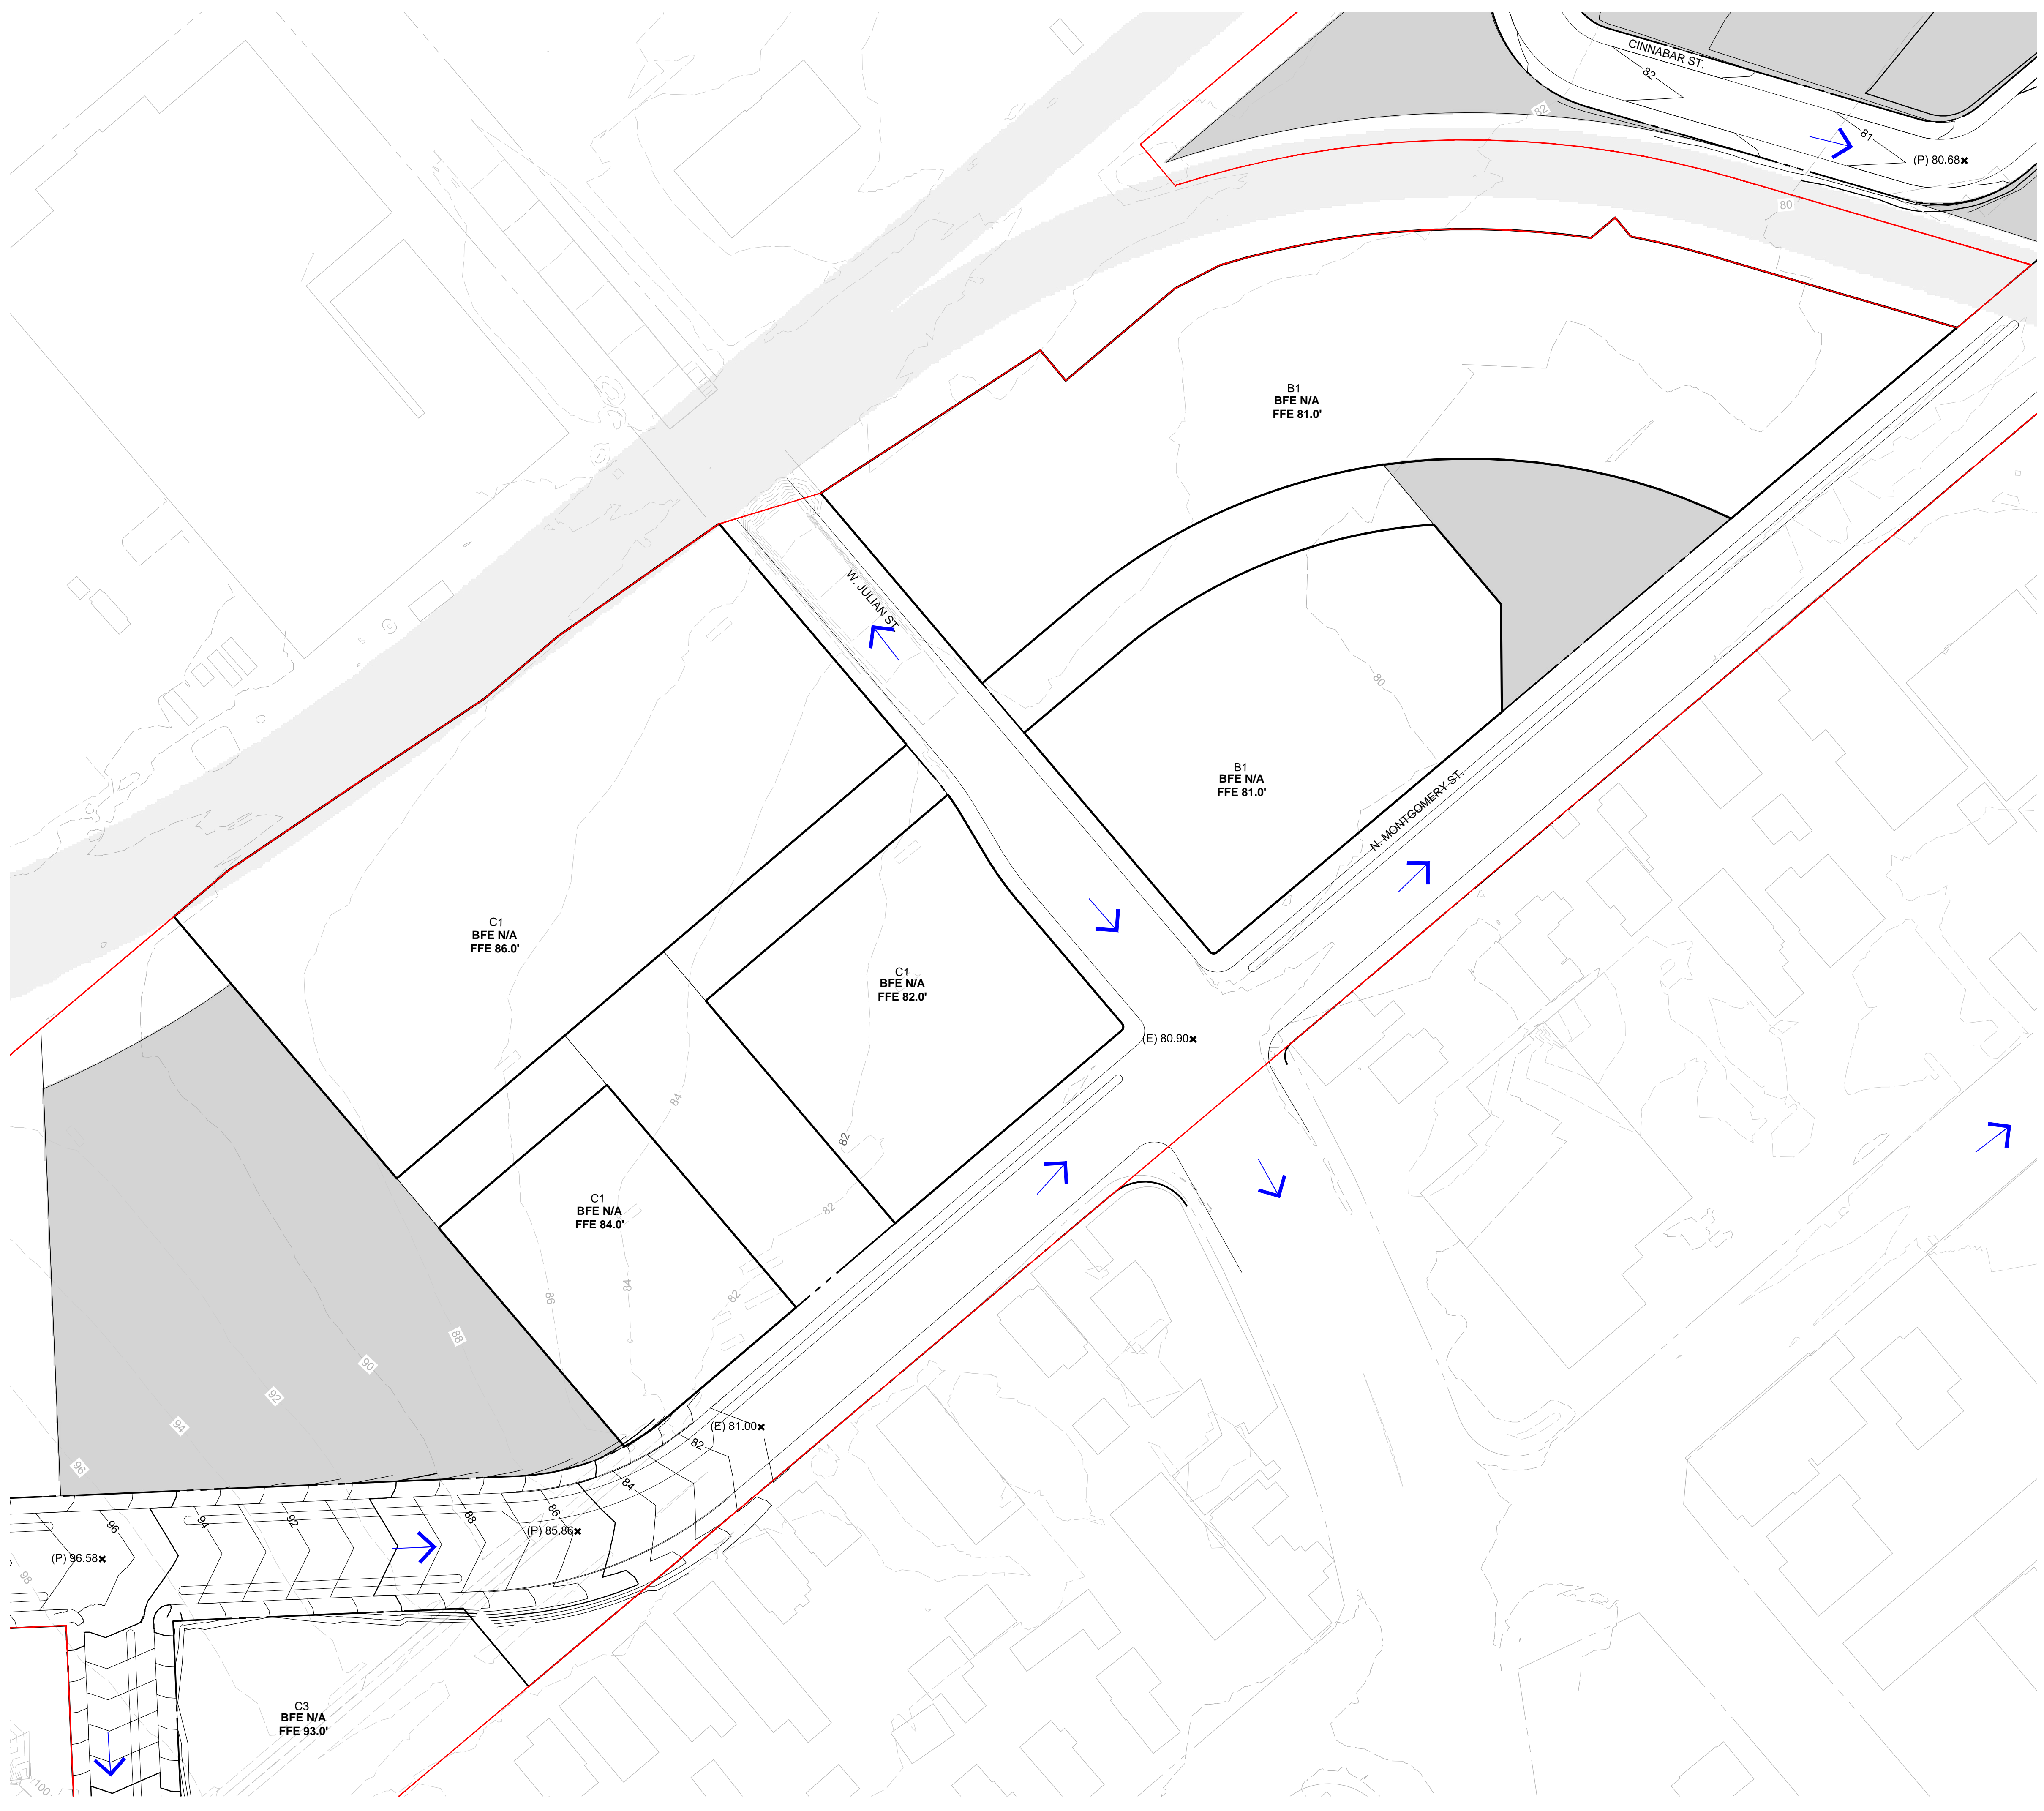 CINNABAR ST.
82
81
(P) 80.68
82
80
B1
BFE N/A
FFE 81.0'
W. JULIAN ST.
80
B1
BFE N/A
FFE 81.0'
N. MONTGOMERY ST.
C1
BFE N/A
FFE 86.0'
C1
BFE N/A
FFE 82.0'
(E) 80.90
84
82
C1
BFE N/A
FFE 84.0'
82
84
86
82
88
90
92
94
96
(E) 81.00
82
84
86
88
92
94
96
(P) 85.86
(P) 96.58
98
C3
BFE N/A
FFE 93.0'
100